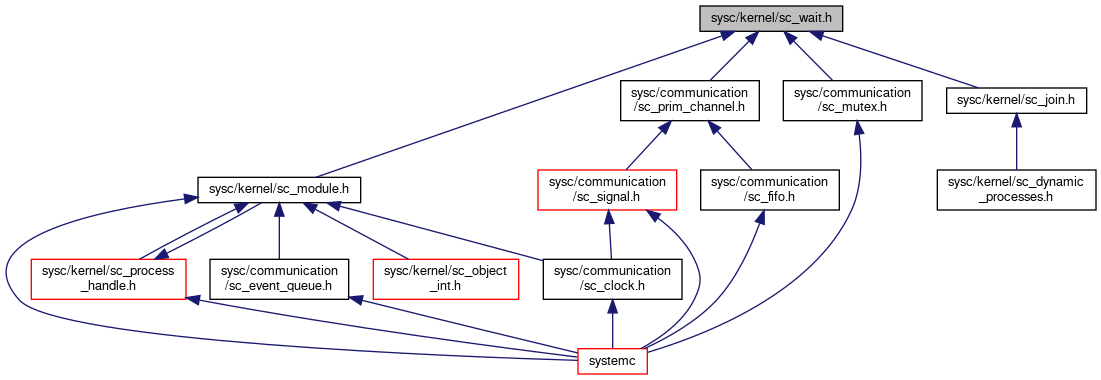 sysc/kernel/sc_wait.h
sysc/communication
/sc_prim_channel.h
sysc/communication
/sc_mutex.h
sysc/kernel/sc_join.h
sysc/kernel/sc_module.h
sysc/communication
/sc_signal.h
sysc/communication
/sc_fifo.h
sysc/kernel/sc_dynamic
_processes.h
sysc/kernel/sc_process
_handle.h
sysc/communication
/sc_event_queue.h
sysc/kernel/sc_object
_int.h
sysc/communication
/sc_clock.h
systemc